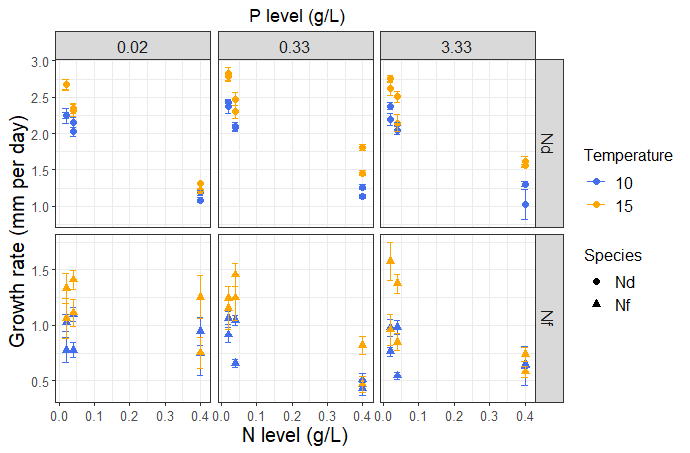 P level (g/L)
0.02 0.33 3.33
3.0
2.5
2.0
1.5
1.0
Nd
1.5
1.0
0.5
Nf
Growth rate (mm per day)
0.0 0.1 0.2 0.3 0.4 0.0 0.1 0.2 0.3 0.4 0.0 0.1 0.2 0.3 0.4
N level (g/L)
Temperature
10
15
Species
Nd
Nf